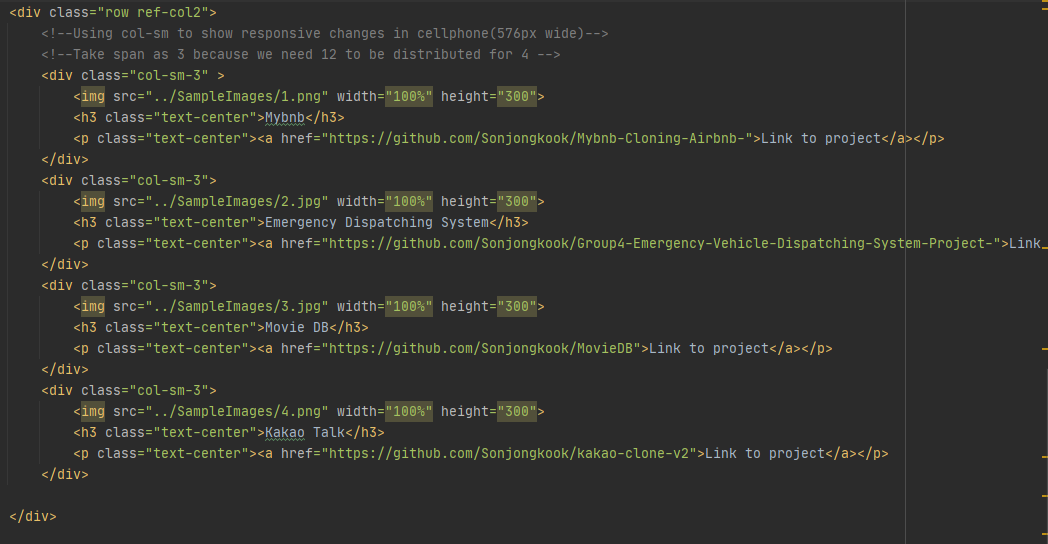 <div class="row ref-col2">
    <!--Using col-sm to show responsive changes in cellphone(576px wide)-->
    <!--Take span as 3 because we need 12 to be distributed for 4 -->
    <div class="col-sm-3" >
        <img src="../SampleImages/1.png" width="100%" height="300">
        <h3 class="text-center">Mybnb</h3>
        <p class="text-center"><a href="https://github.com/Sonjongkook/Mybnb-Cloning-Airbnb-">Link to project</a></p>
    </div>
    <div class="col-sm-3">
        <img src="../SampleImages/2.jpg" width="100%" height="300">
        <h3 class="text-center">Emergency Dispatching System</h3>
        <p class="text-center"><a href="https://github.com/Sonjongkook/Group4-Emergency-Vehicle-Dispatching-System-Project-">Link
    </div>
    <div class="col-sm-3">
        <img src="../SampleImages/3.jpg" width="100%" height="300">
        <h3 class="text-center">Movie DB</h3>
        <p class="text-center"><a href="https://github.com/Sonjongkook/MovieDB">Link to project</a></p>
    </div>
    <div class="col-sm-3">
        <img src="../SampleImages/4.png" width="100%" height="300">
        <h3 class="text-center">Kakao Talk</h3>
        <p class="text-center"><a href="https://github.com/Sonjongkook/kakao-clone-v2">Link to project</a></p>
    </div>

</div>